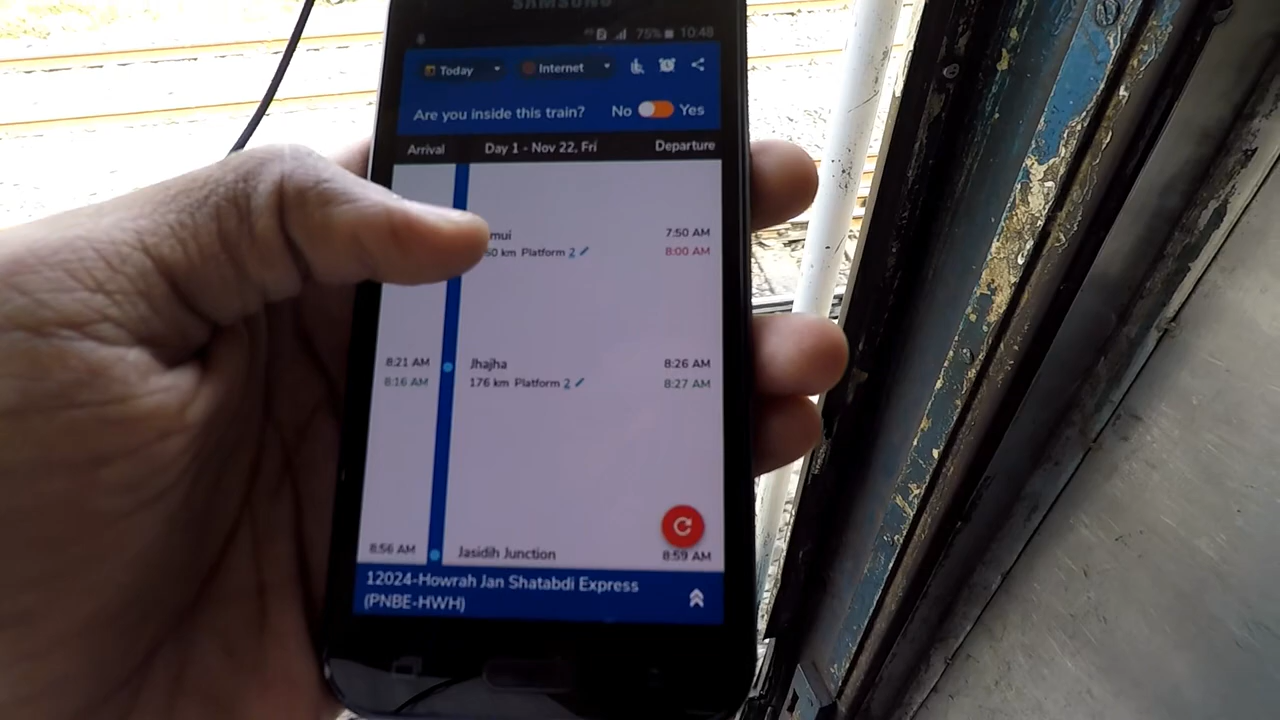 SAMSUNG
75% 10:48
Today Internet
Are you inside this train? No Yes
Arrival Day 1 - Nov 22, Fri Departure
mui 7:50 AM
50 km Platform 2 8:00 AM
8:21 AM Jhajha 8:26 AM
8:16 AM 176 km Platform 2 8:27 AM
8:56 AM Jasidih Junction 8:59 AM
12024-Howrah Jan Shatabdi Express
(PNBE-HWH)